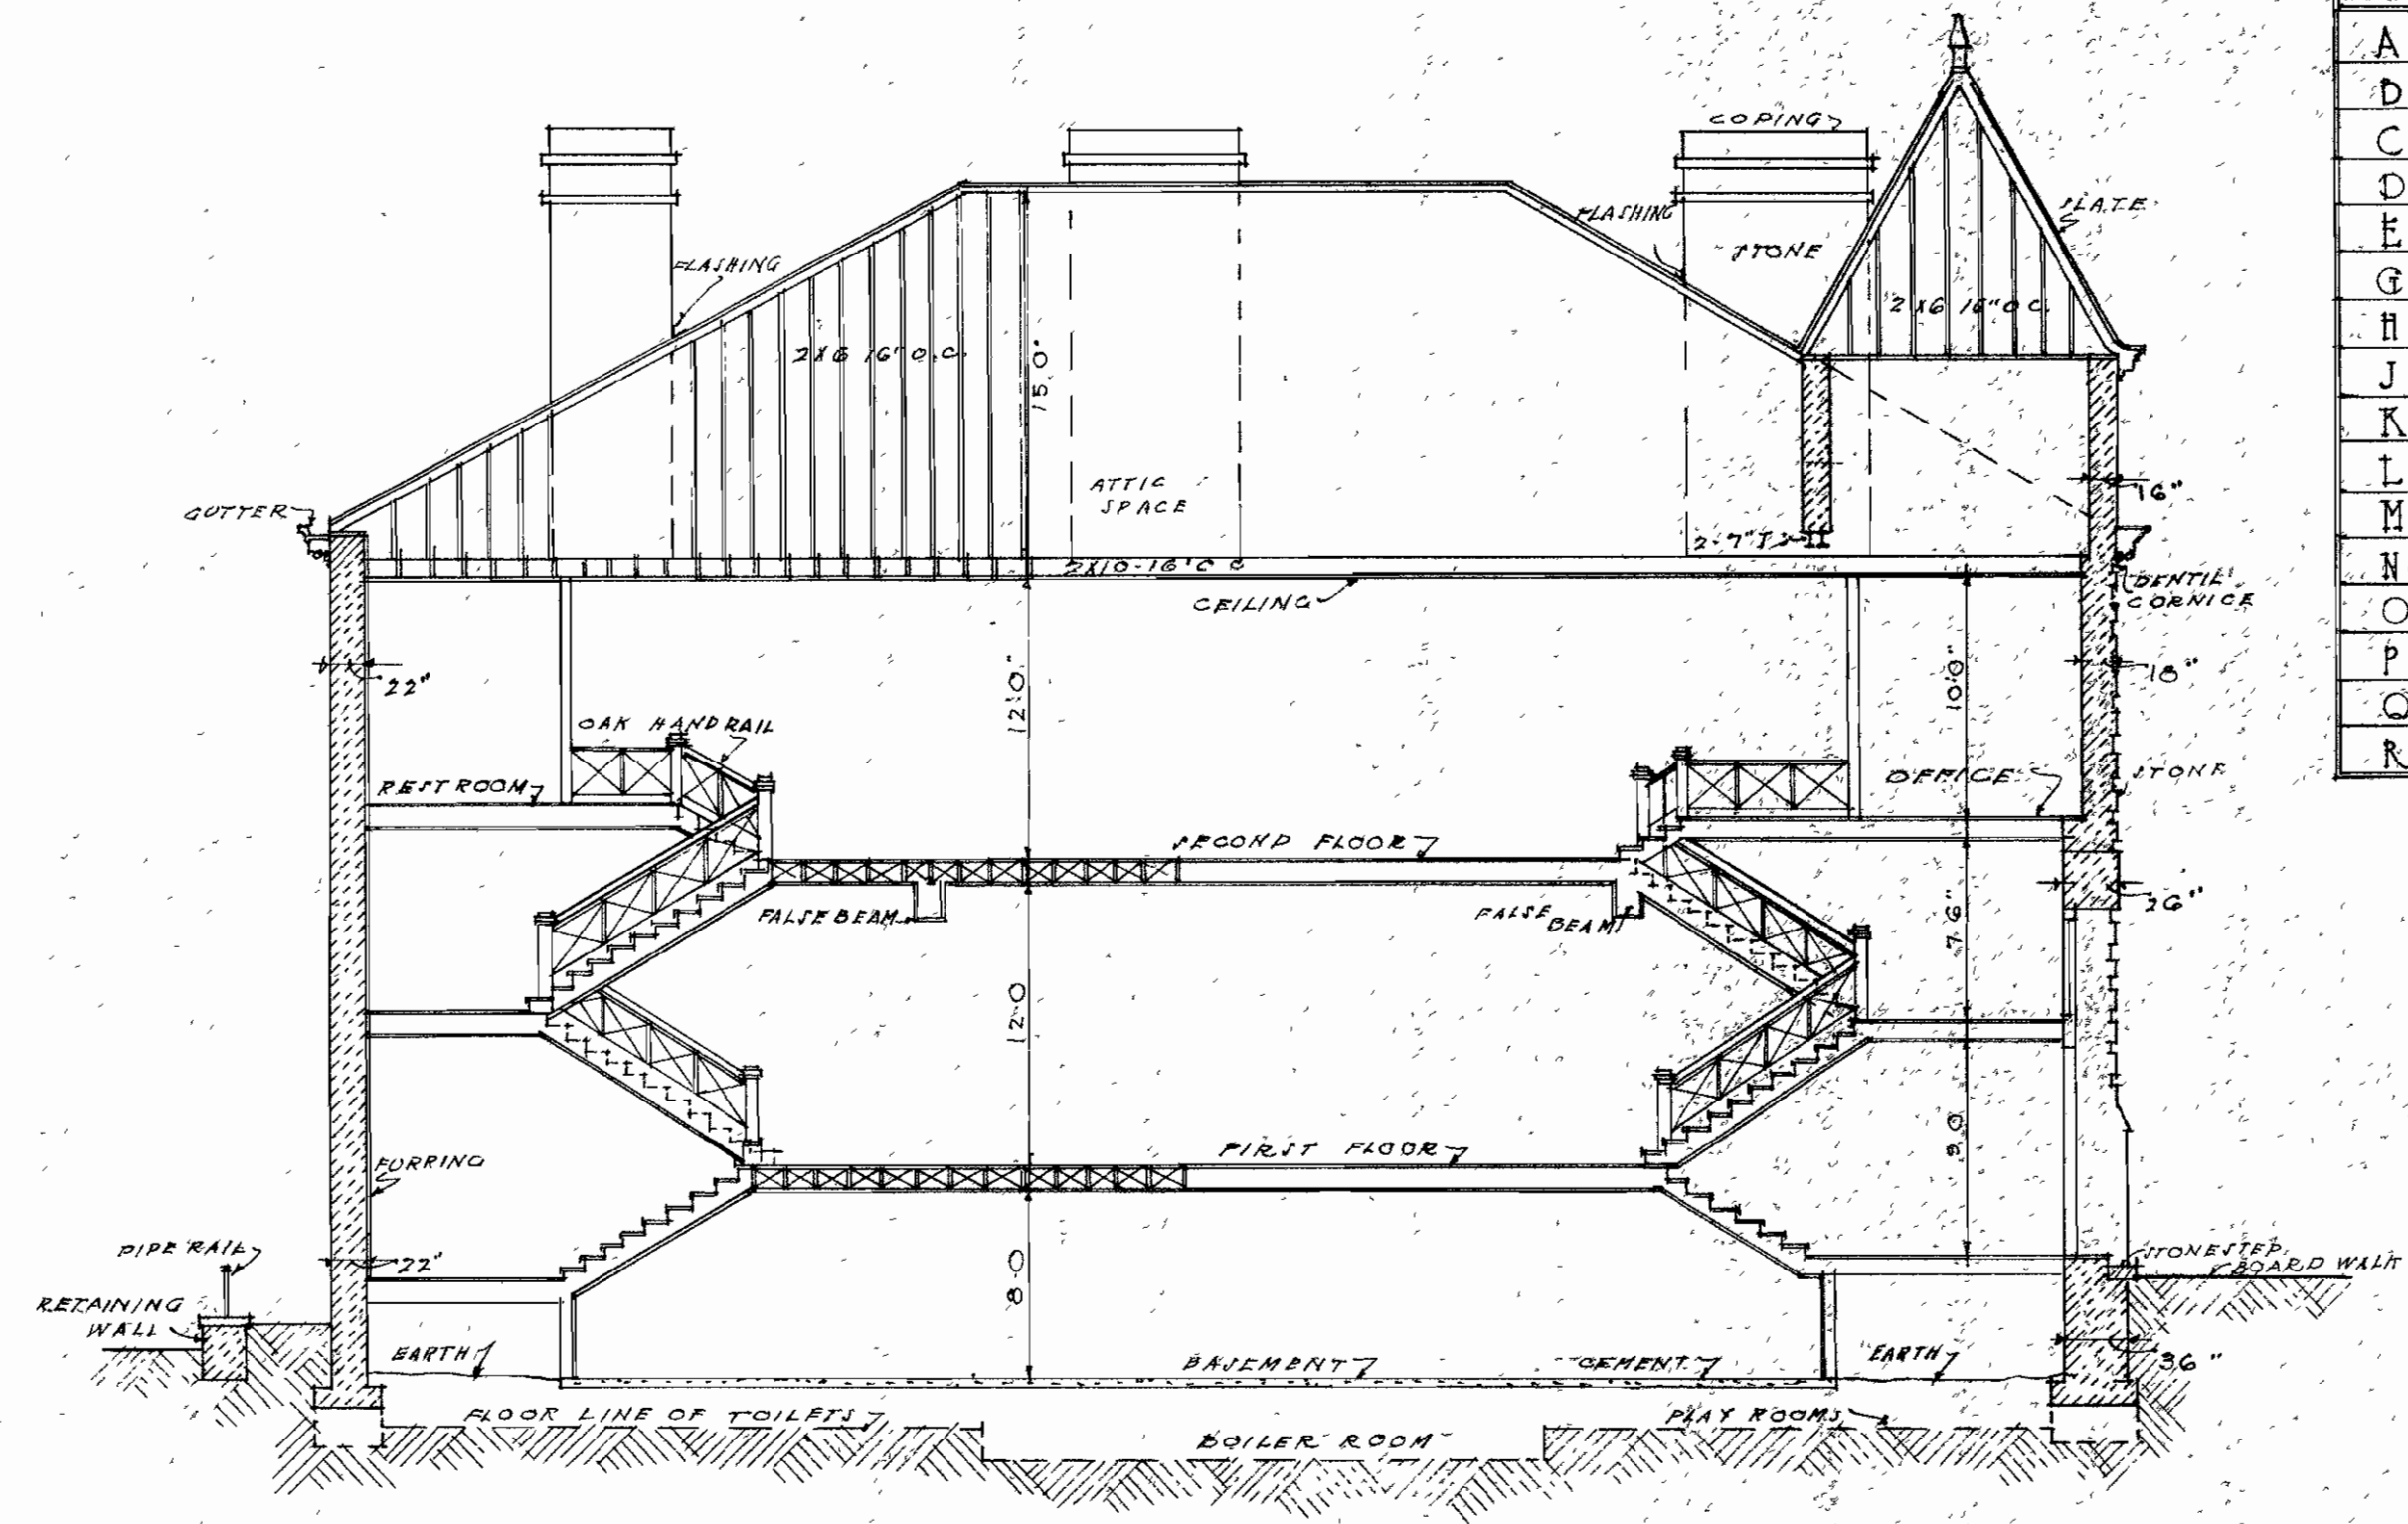 COPING
FLASHING
STONE
SLATE
FLASHING
2 X 6 16" O.C.
2 X 6 16" O C.
15'.0"
ATTIC
SPACE
GUTTER
16"
2-7" I
2X10-16" C C
CEILING
DENTIL
CORNICE
22"
12'.0"
10'0"
18"
OAK HANDRAIL
REST ROOM
OFFICE
STONE
SECOND FLOOR
FALSE BEAM
FALSE
BEAM
26"
7'6"
12'.0
FIRST FLOOR
9'.0
FURRING
PIPE RAIL
22"
8-0
STONE STEP
BOARD WALK
RETAINING
WALL
EARTH
BASEMENT
CEMENT
EARTH
36"
FLOOR LINE OF TOILETS
PLAY ROOMS
BOILER ROOM
A
D
C
D
E
G
H
J
K
L
M
N
O
P
Q
R